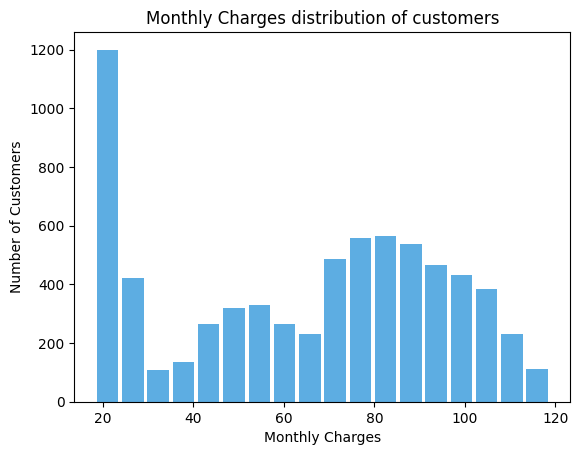 Monthly Charges distribution of customers
1200
1000
800
600
400
200
0
Number of Customers
20 40 60 80 100 120
Monthly Charges